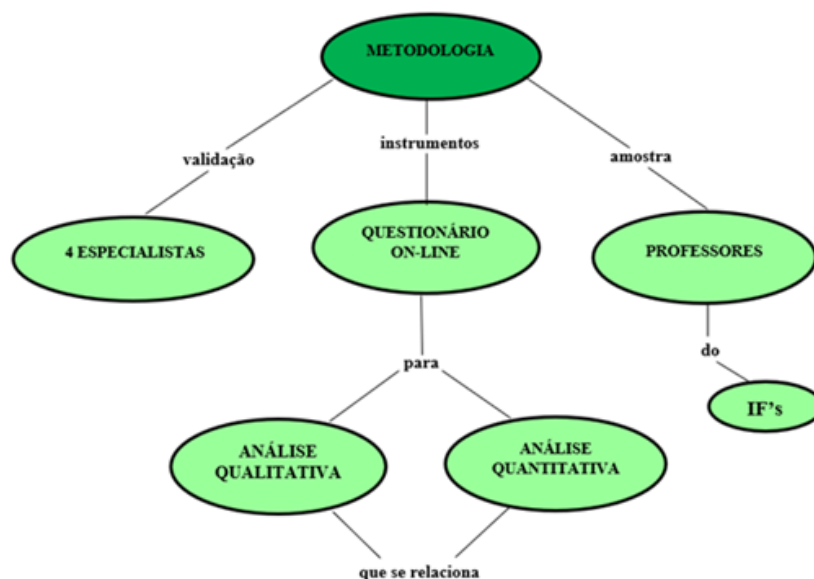 METODOLOGIA
validação
instrumentos
amostra
4 ESPECIALISTAS
QUESTIONÁRIO
ON-LINE
PROFESSORES
para
do
IF's
ANÁLISE
QUALITATIVA
ANÁLISE
QUANTITATIVA
que se relaciona